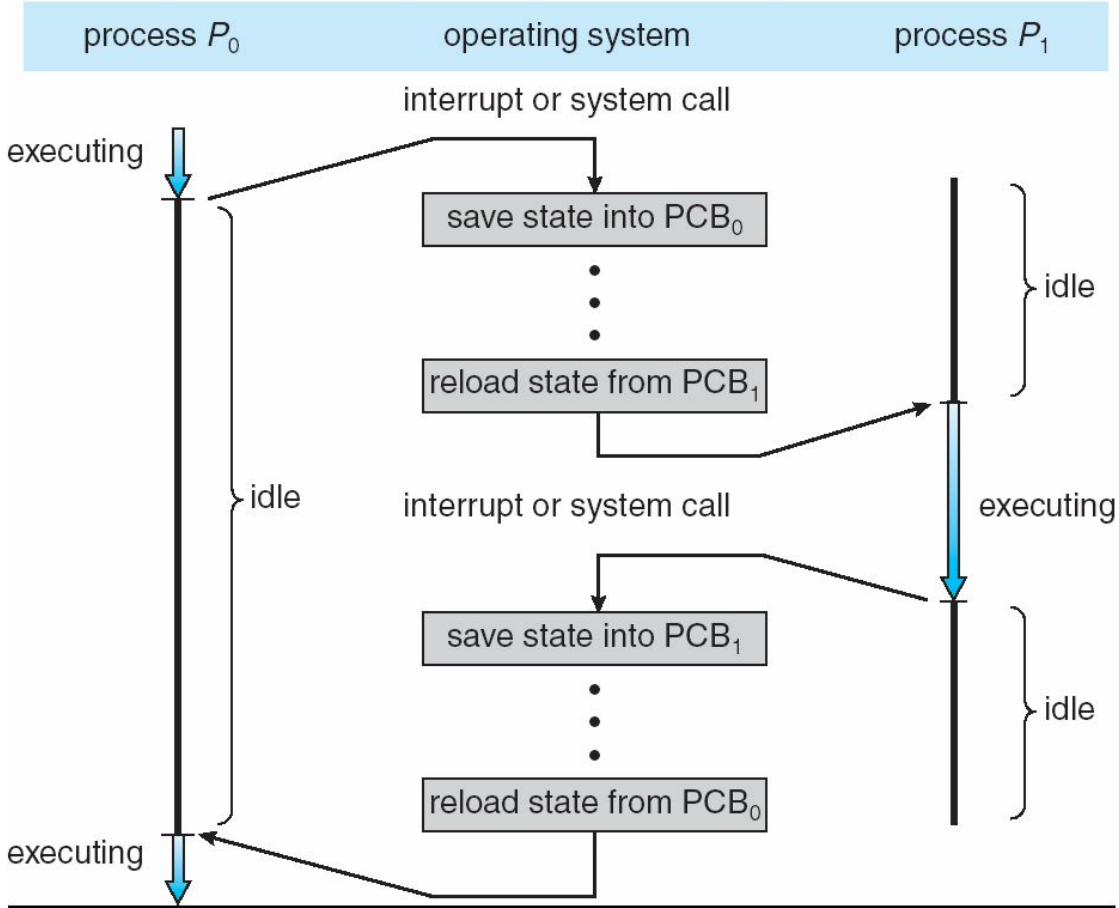 process P₀ operating system process P₁
interrupt or system call
executing
save state into PCB₀
idle
reload state from PCB₁
idle
interrupt or system call
executing
save state into PCB₁
idle
reload state from PCB₀
executing